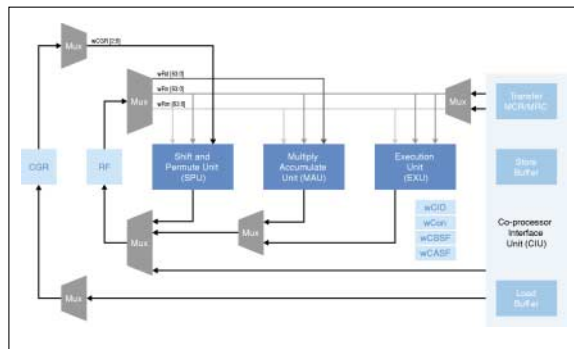 Mux
wCGR [2:6]
wRd [63:0]
wRn [63:0]
wRm [63:0]
Mux
Mux
Transfer
MCR/MRC
CGR
RF
Shift and
Permute Unit
(SPU)
Multiply
Accumulate
Unit (MAU)
Execution
Unit
(EXU)
Store
Buffer
wCID
wCon
wCBSF
wCASF
Co-processor
Interface
Unit (CIU)
Mux
Mux
Mux
Load
Buffer